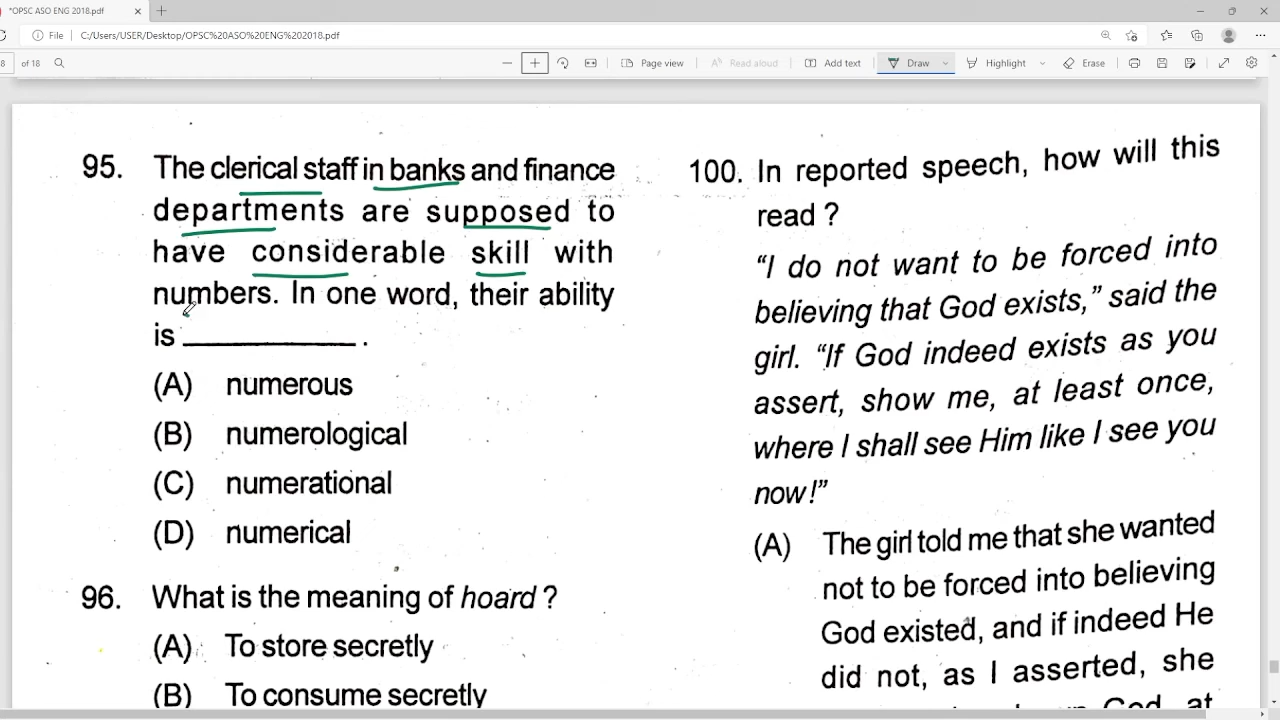 *OPSC ASO ENG 2018.pdf
File C:/Users/USER/Desktop/OPSC%20ASO%20ENG%202018.pdf
8 of 18 Page view Read aloud Add text Draw Highlight Erase
95. The clerical staff in banks and finance
departments are supposed to
have considerable skill with
numbers. In one word, their ability
is ____________ .
(A) numerous
(B) numerological
(C) numerational
(D) numerical
96. What is the meaning of hoard ?
(A) To store secretly
(B) To consume secretly
100. In reported speech, how will this
read ?
“I do not want to be forced into
believing that God exists,” said the
girl. “If God indeed exists as you
assert, show me, at least once,
where I shall see Him like I see you
now!”
(A) The girl told me that she wanted
not to be forced into believing
God existed, and if indeed He
did not, as I asserted, she
God at